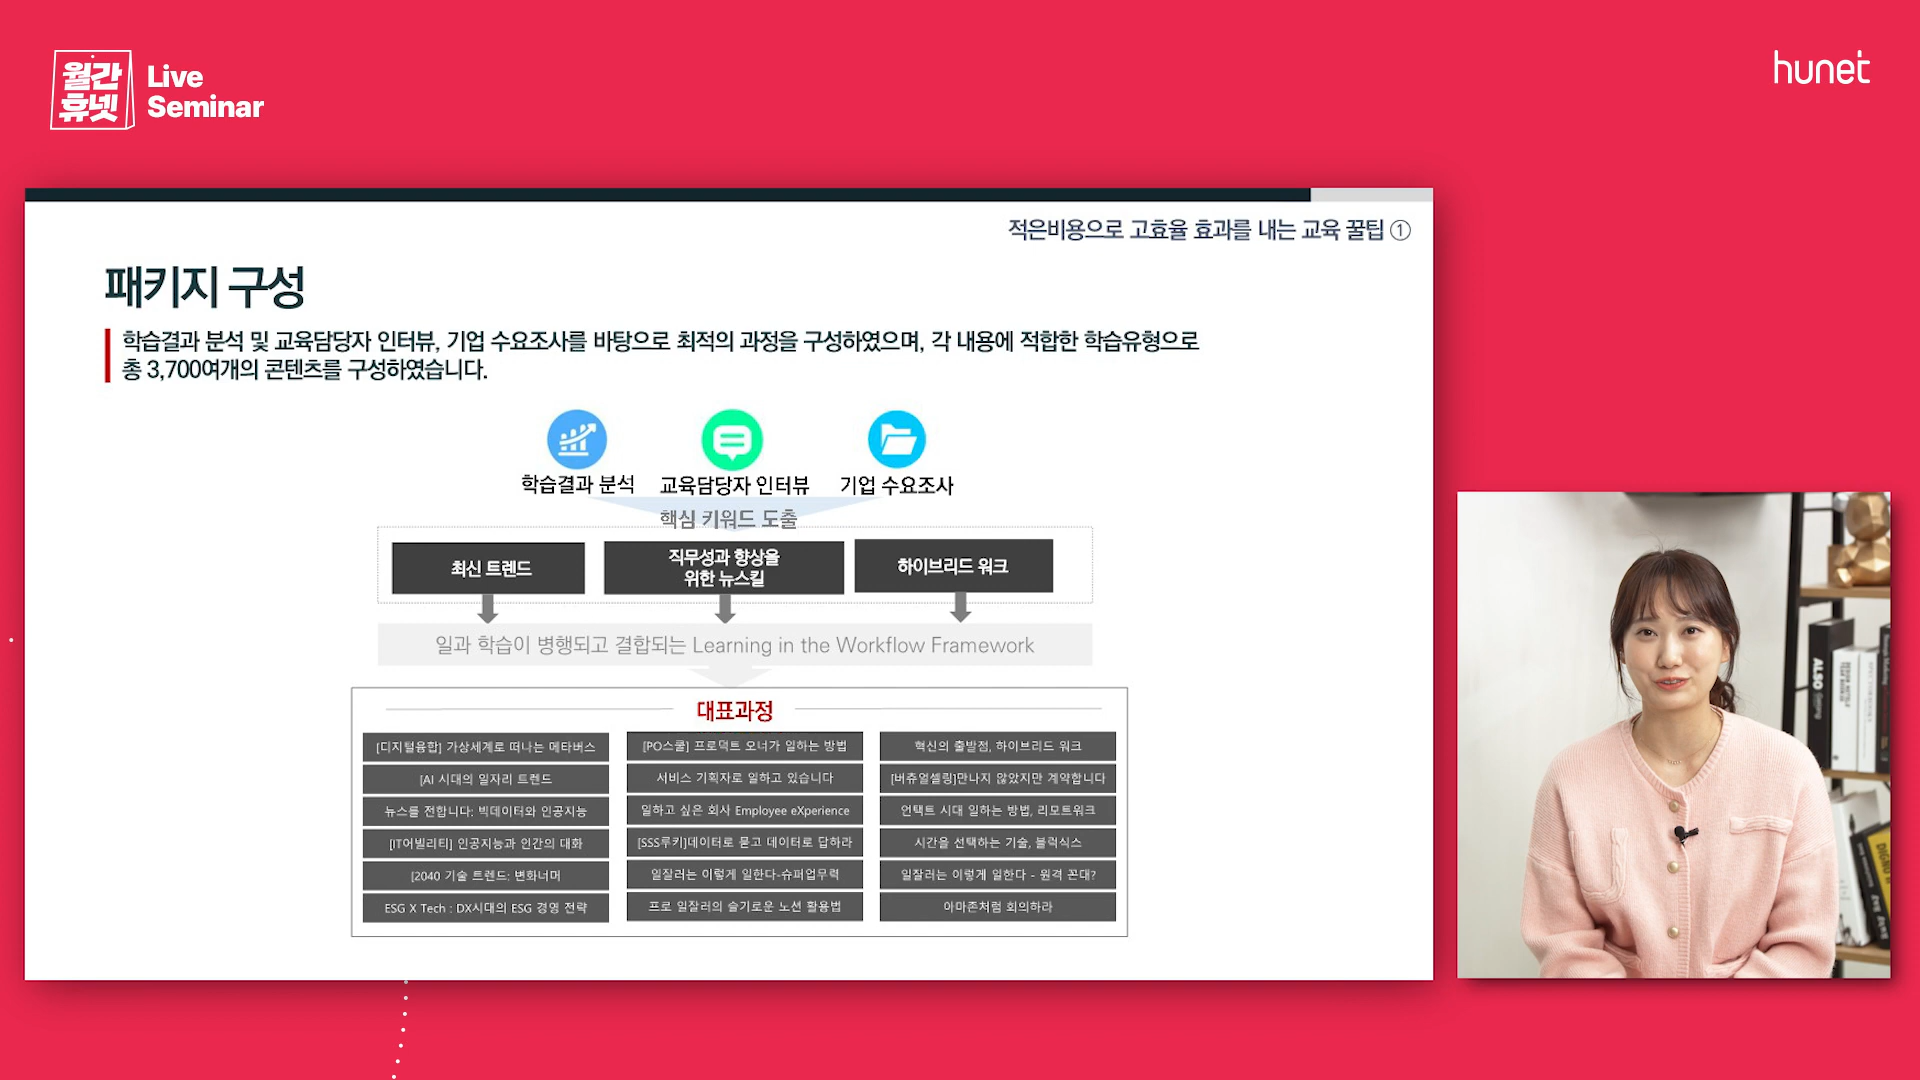 월간
휴넷
Live
Seminar
hunet
적은비용으로 고효율 효과를 내는 교육 꿀팁 ①
패키지 구성
학습결과 분석 및 교육담당자 인터뷰, 기업 수요조사를 바탕으로 최적의 과정을 구성하였으며, 각 내용에 적합한 학습유형으로
총 3,700여개의 콘텐츠를 구성하였습니다.
학습결과 분석
교육담당자 인터뷰
기업 수요조사
핵심 키워드 도출
최신 트렌드
직무성과 향상을
위한 뉴스킬
하이브리드 워크
일과 학습이 병행되고 결합되는 Learning in the Workflow Framework
대표과정
[디지털융합] 가상세계로 떠나는 메타버스
[AI 시대의 일자리 트렌드
뉴스를 전합니다: 빅데이터와 인공지능
[IT어빌리티] 인공지능과 인간의 대화
[2040 기술 트렌드: 변화너머
ESG X Tech : DX시대의 ESG 경영 전략
[PO스쿨] 프로덕트 오너가 일하는 방법
서비스 기획자로 일하고 있습니다
일하고 싶은 회사 Employee eXperience
[SSS루키]데이터로 묻고 데이터로 답하라
일잘러는 이렇게 일한다-슈퍼업무력
프로 일잘러의 슬기로운 노션 활용법
혁신의 출발점, 하이브리드 워크
[버츄얼셀링]만나지 않았지만 계약합니다
언택트 시대 일하는 방법, 리모트워크
시간을 선택하는 기술, 블럭식스
일잘러는 이렇게 일한다 - 원격 꼰대?
아마존처럼 회의하라
ALSO